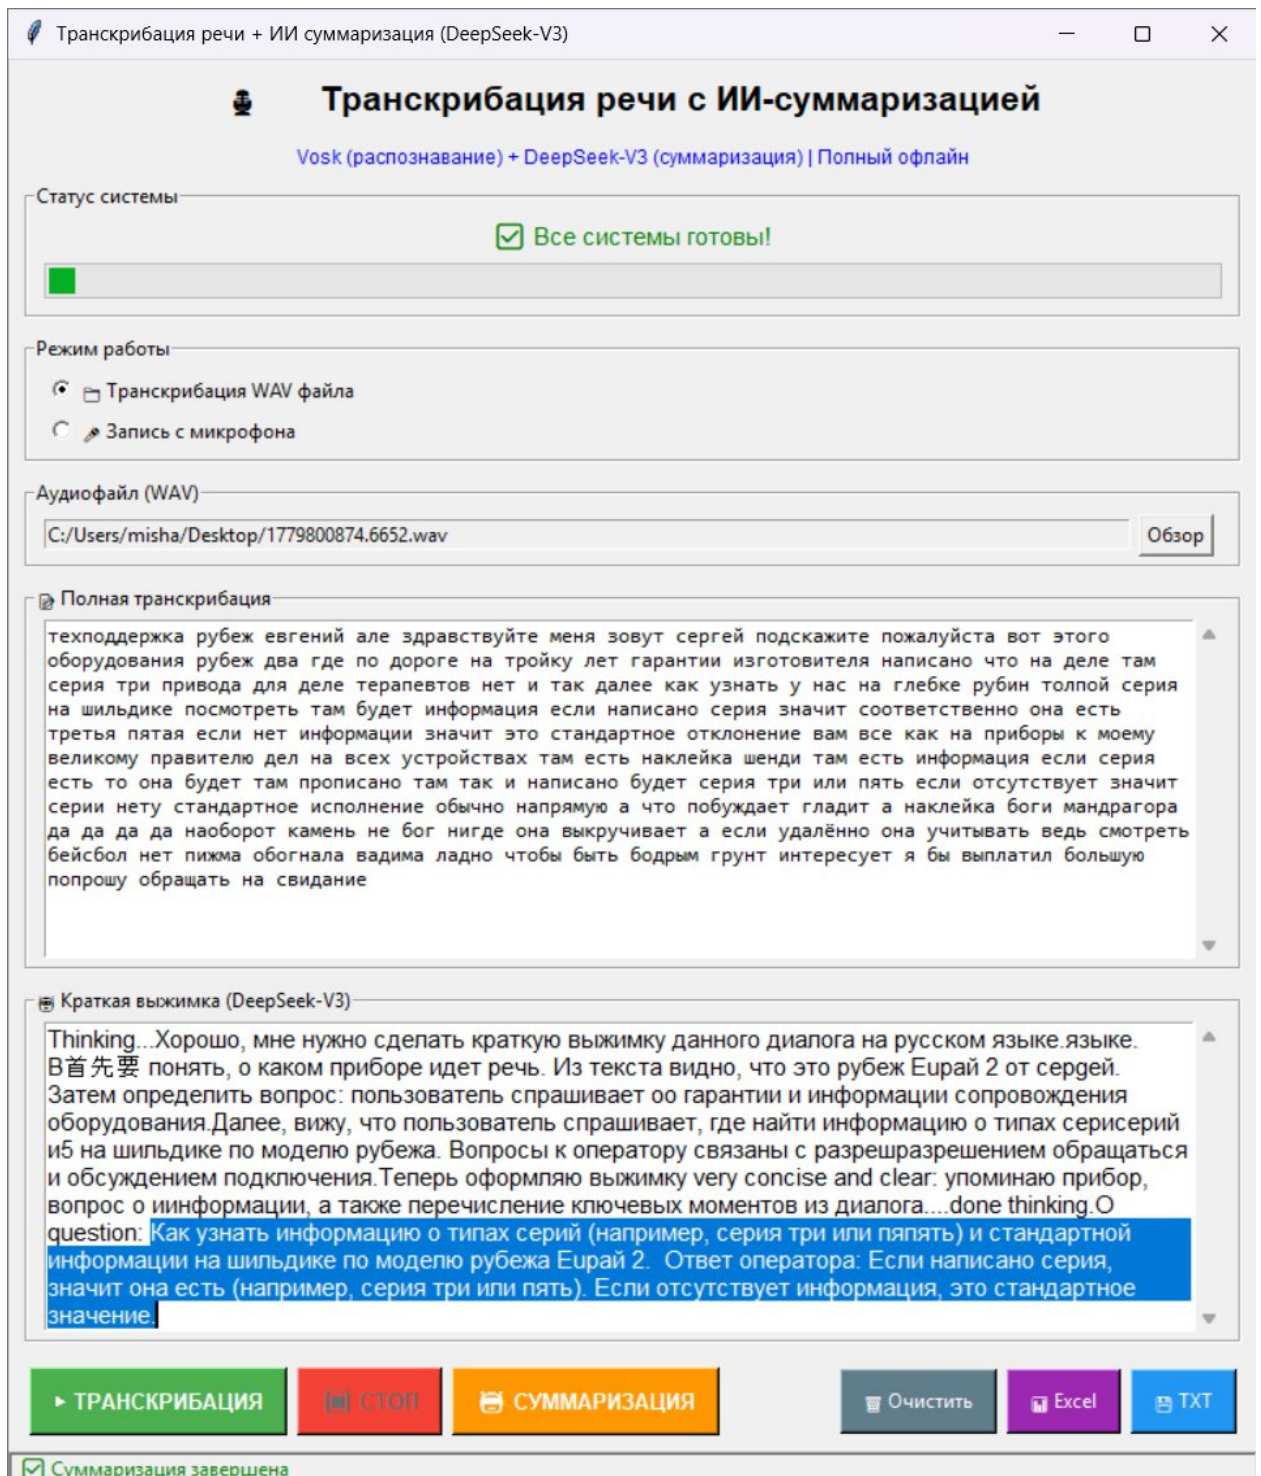 Транскрибация речи + ИИ суммаризация (DeepSeek-V3)
Транскрибация речи с ИИ-суммаризацией
Vosk (распознавание) + DeepSeek-V3 (суммаризация) | Полный офлайн
Статус системы
Все системы готовы!
Режим работы
Транскрибация WAV файла
Запись с микрофона
Аудиофайл (WAV)
C:/Users/misha/Desktop/1779800874.6652.wav
Обзор
Полная транскрибация
техподдержка рубеж евгений але здравствуйте меня зовут сергей подскажите пожалуйста вот этого
оборудования рубеж два где по дороге на тройку лет гарантии изготовителя написано что на деле там
серия три привода для деле терапевтов нет и так далее как узнать у нас на глебке рубин толпой серия
на шильдике посмотреть там будет информация если написано серия значит соответственно она есть
третья пятая если нет информации значит это стандартное отклонение вам все как на приборы к моему
великому правителю дел на всех устройствах там есть наклейка шенди там есть информация если серия
есть то она будет там прописано там так и написано будет серия три или пять если отсутствует значит
серии нету стандартное исполнение обычно напрямую а что побуждает гладит а наклейка боги мандрагора
да да да да наоборот камень не бог нигде она выкручивает а если удалённо она учитывать ведь смотреть
бейсбол нет пижма обогнала вадима ладно чтобы быть бодрым грунт интересует я бы выплатил большую
попрошу обращать на свидание
Краткая выжимка (DeepSeek-V3)
Thinking...Хорошо, мне нужно сделать краткую выжимку данного диалога на русском языке.языке.
В首先要 понять, о каком приборе идет речь. Из текста видно, что это рубеж Euрай 2 от серgей.
Затем определить вопрос: пользователь спрашивает оо гарантии и информации сопровождения
оборудования.Далее, вижу, что пользователь спрашивает, где найти информацию о типах серисерий
и5 на шильдике по моделю рубежа. Вопросы к оператору связаны с разрешразрешением обращаться
и обсуждением подключения.Теперь оформляю выжимку very concise and clear: упоминаю прибор,
вопрос о иинформации, а также перечисление ключевых моментов из диалога....done thinking.О
question: Как узнать информацию о типах серий (например, серия три или пяпять) и стандартной
информации на шильдике по моделю рубежа Euрай 2.  Ответ оператора: Если написано серия,
значит она есть (например, серия три или пять). Если отсутствует информация, это стандартное
значение.
ТРАНСКРИБАЦИЯ
СТОП
СУММАРИЗАЦИЯ
Очистить
Excel
TXT
Суммаризация завершена